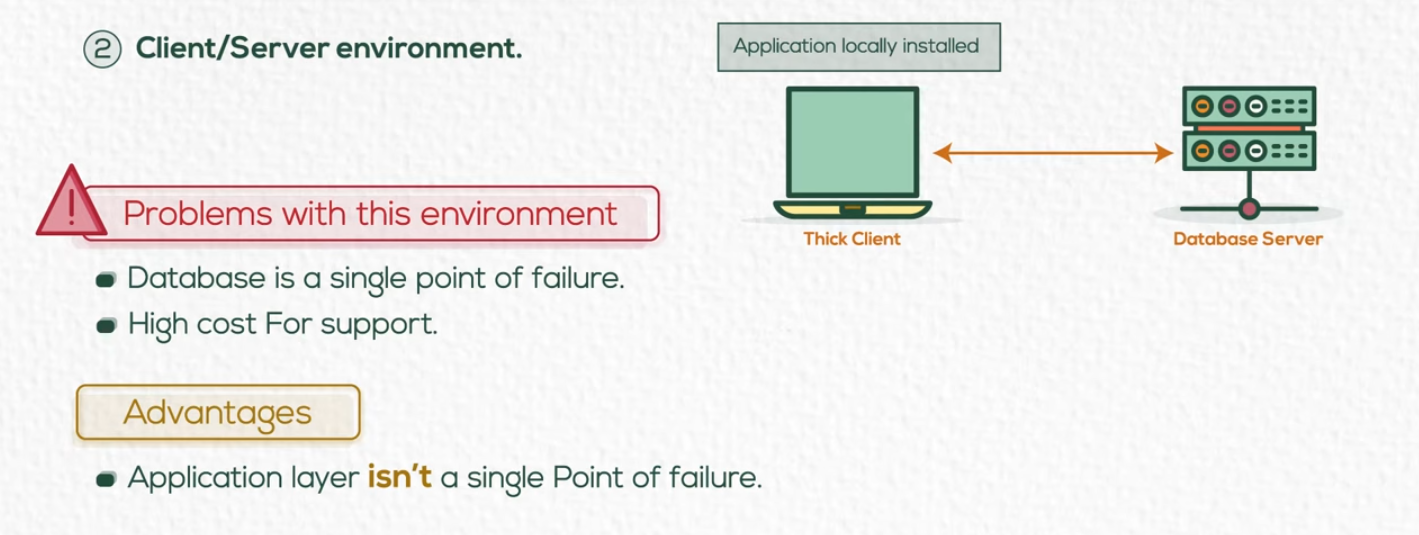 2 Client/Server environment.
Application locally installed
Thick Client
Database Server
Problems with this environment
Database is a single point of failure.
High cost For support.
Advantages
Application layer isn't a single Point of failure.